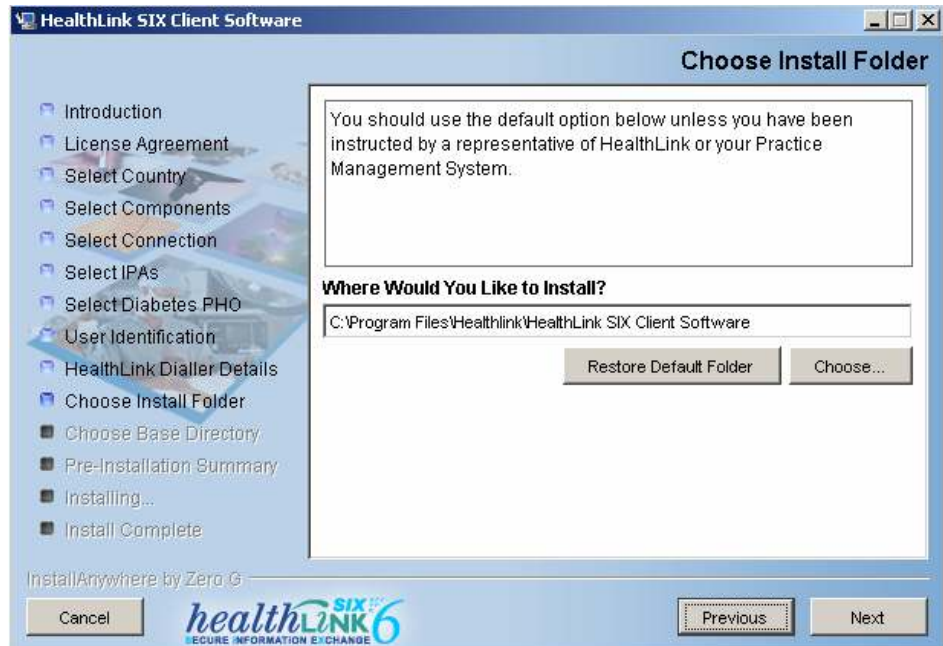 HealthLink SIX Client Software
Choose Install Folder
Introduction
License Agreement
Select Country
Select Components
Select Connection
Select IPAs
Select Diabetes PHO
User Identification
HealthLink Dialler Details
Choose Install Folder
Choose Base Directory
Pre-Installation Summary
Installing...
Install Complete
You should use the default option below unless you have been
instructed by a representative of HealthLink or your Practice
Management System.
Where Would You Like to Install?
C:\Program Files\Healthlink\HealthLink SIX Client Software
Restore Default Folder
Choose...
InstallAnywhere by Zero G
Cancel
healthLINK SIX 6
SECURE INFORMATION EXCHANGE
Previous
Next